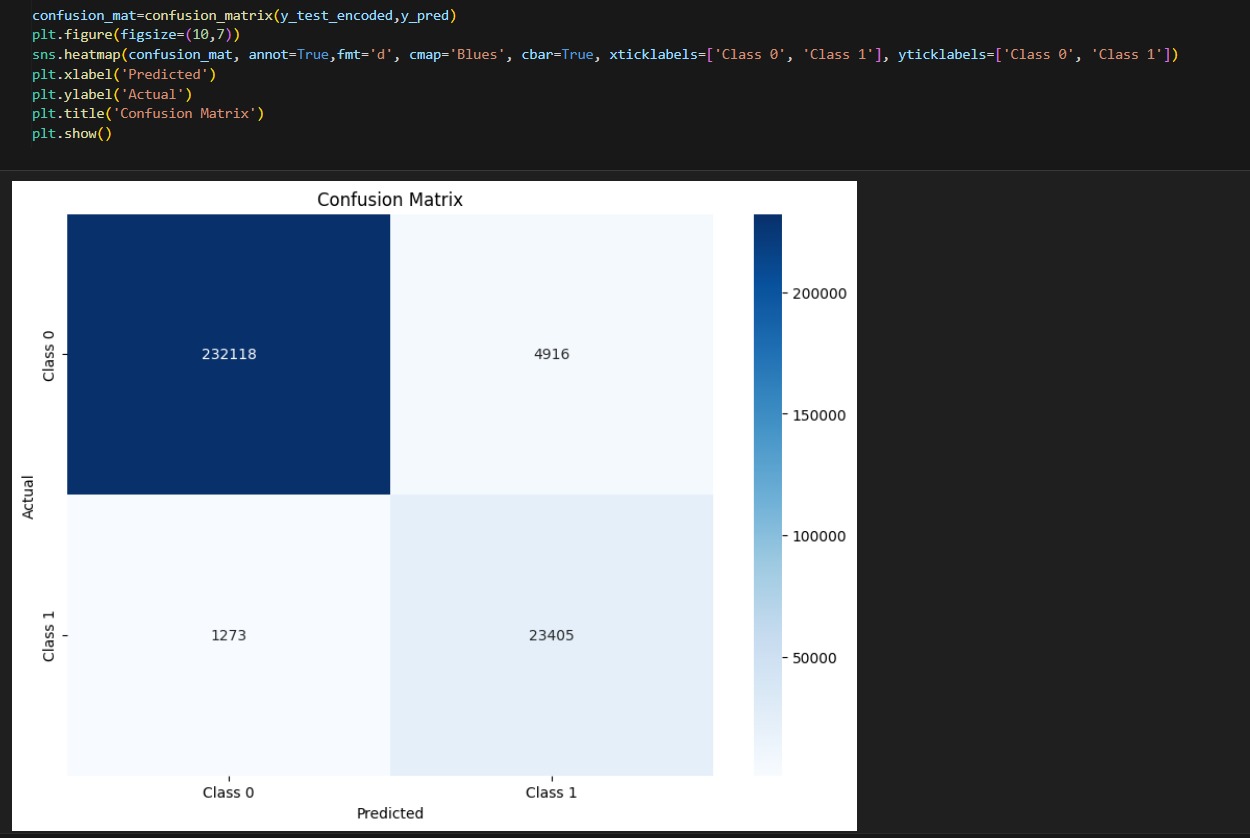 confusion_mat=confusion_matrix(y_test_encoded,y_pred)
plt.figure(figsize=(10,7))
sns.heatmap(confusion_mat, annot=True,fmt='d', cmap='Blues', cbar=True, xticklabels=['Class 0', 'Class 1'], yticklabels=['Class 0', 'Class 1'])
plt.xlabel('Predicted')
plt.ylabel('Actual')
plt.title('Confusion Matrix')
plt.show()
Confusion Matrix
200000
150000
100000
50000
Class 0
232118
4916
Actual
Class 1
1273
23405
Class 0
Class 1
Predicted